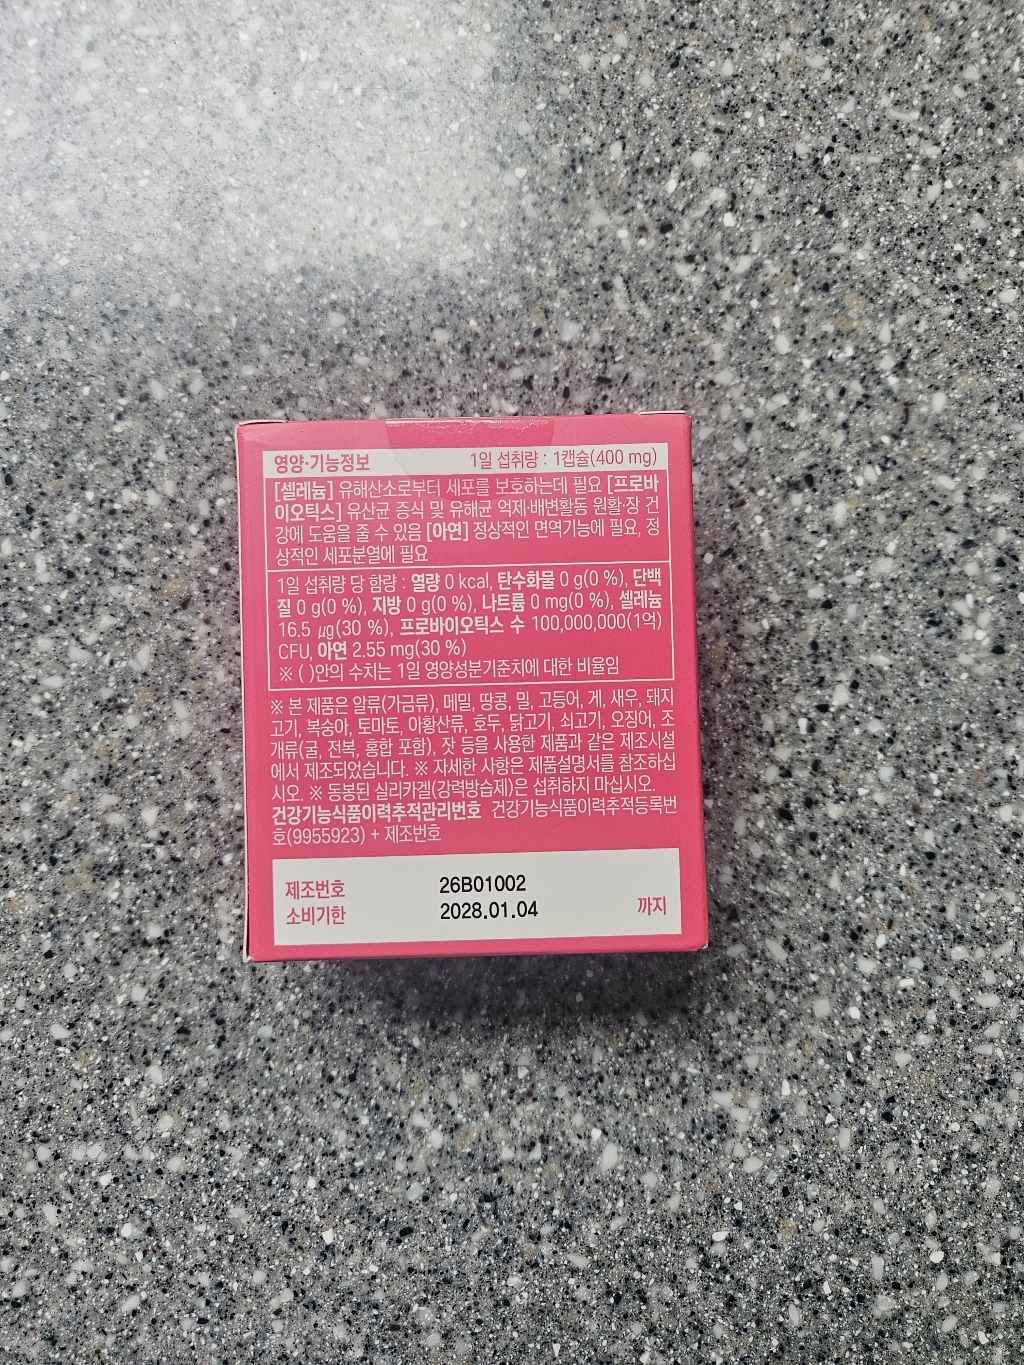 영양·기능정보 1일 섭취량 : 1캡슐(400 mg)
[셀레늄] 유해산소로부터 세포를 보호하는데 필요 [프로바
이오틱스] 유산균 증식 및 유해균 억제·배변활동 원활·장 건
강에 도움을 줄 수 있음 [아연] 정상적인 면역기능에 필요, 정
상적인 세포분열에 필요
1일 섭취량 당 함량 : 열량 0 kcal, 탄수화물 0 g(0 %), 단백
질 0 g(0 %), 지방 0 g(0 %), 나트륨 0 mg(0 %), 셀레늄
16.5 μg(30 %), 프로바이오틱스 수 100,000,000(1억)
CFU, 아연 2.55 mg(30 %)
※ ( )안의 수치는 1일 영양성분기준치에 대한 비율임
※ 본 제품은 알류(가금류), 메밀, 땅콩, 밀, 고등어, 게, 새우, 돼지
고기, 복숭아, 토마토, 아황산류, 호두, 닭고기, 쇠고기, 오징어, 조
개류(굴, 전복, 홍합 포함), 잣 등을 사용한 제품과 같은 제조시설
에서 제조되었습니다. ※ 자세한 사항은 제품설명서를 참조하십
시오. ※ 동봉된 실리카겔(강력방습제)은 섭취하지 마십시오.
건강기능식품이력추적관리번호 건강기능식품이력추적등록번
호(9955923) + 제조번호
제조번호 26B01002
소비기한 2028.01.04 까지